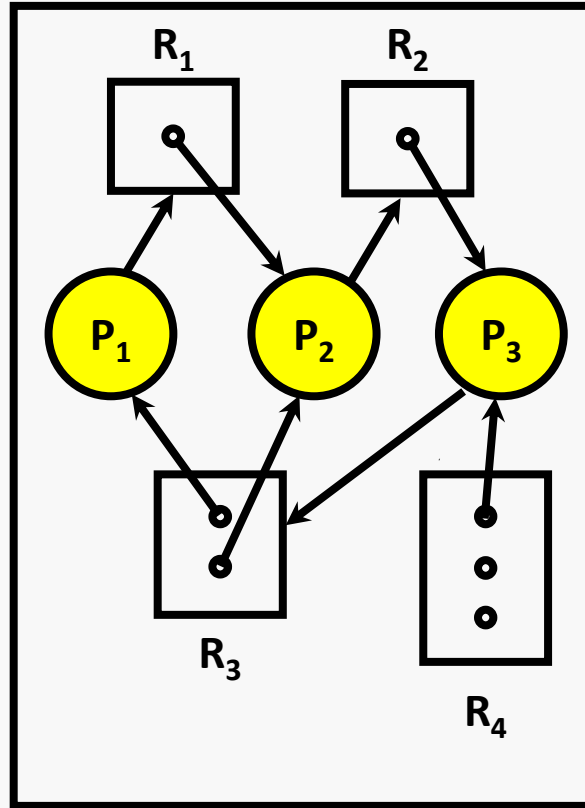 R₁ R₂
P₁ P₂ P₃
R₃
R₄